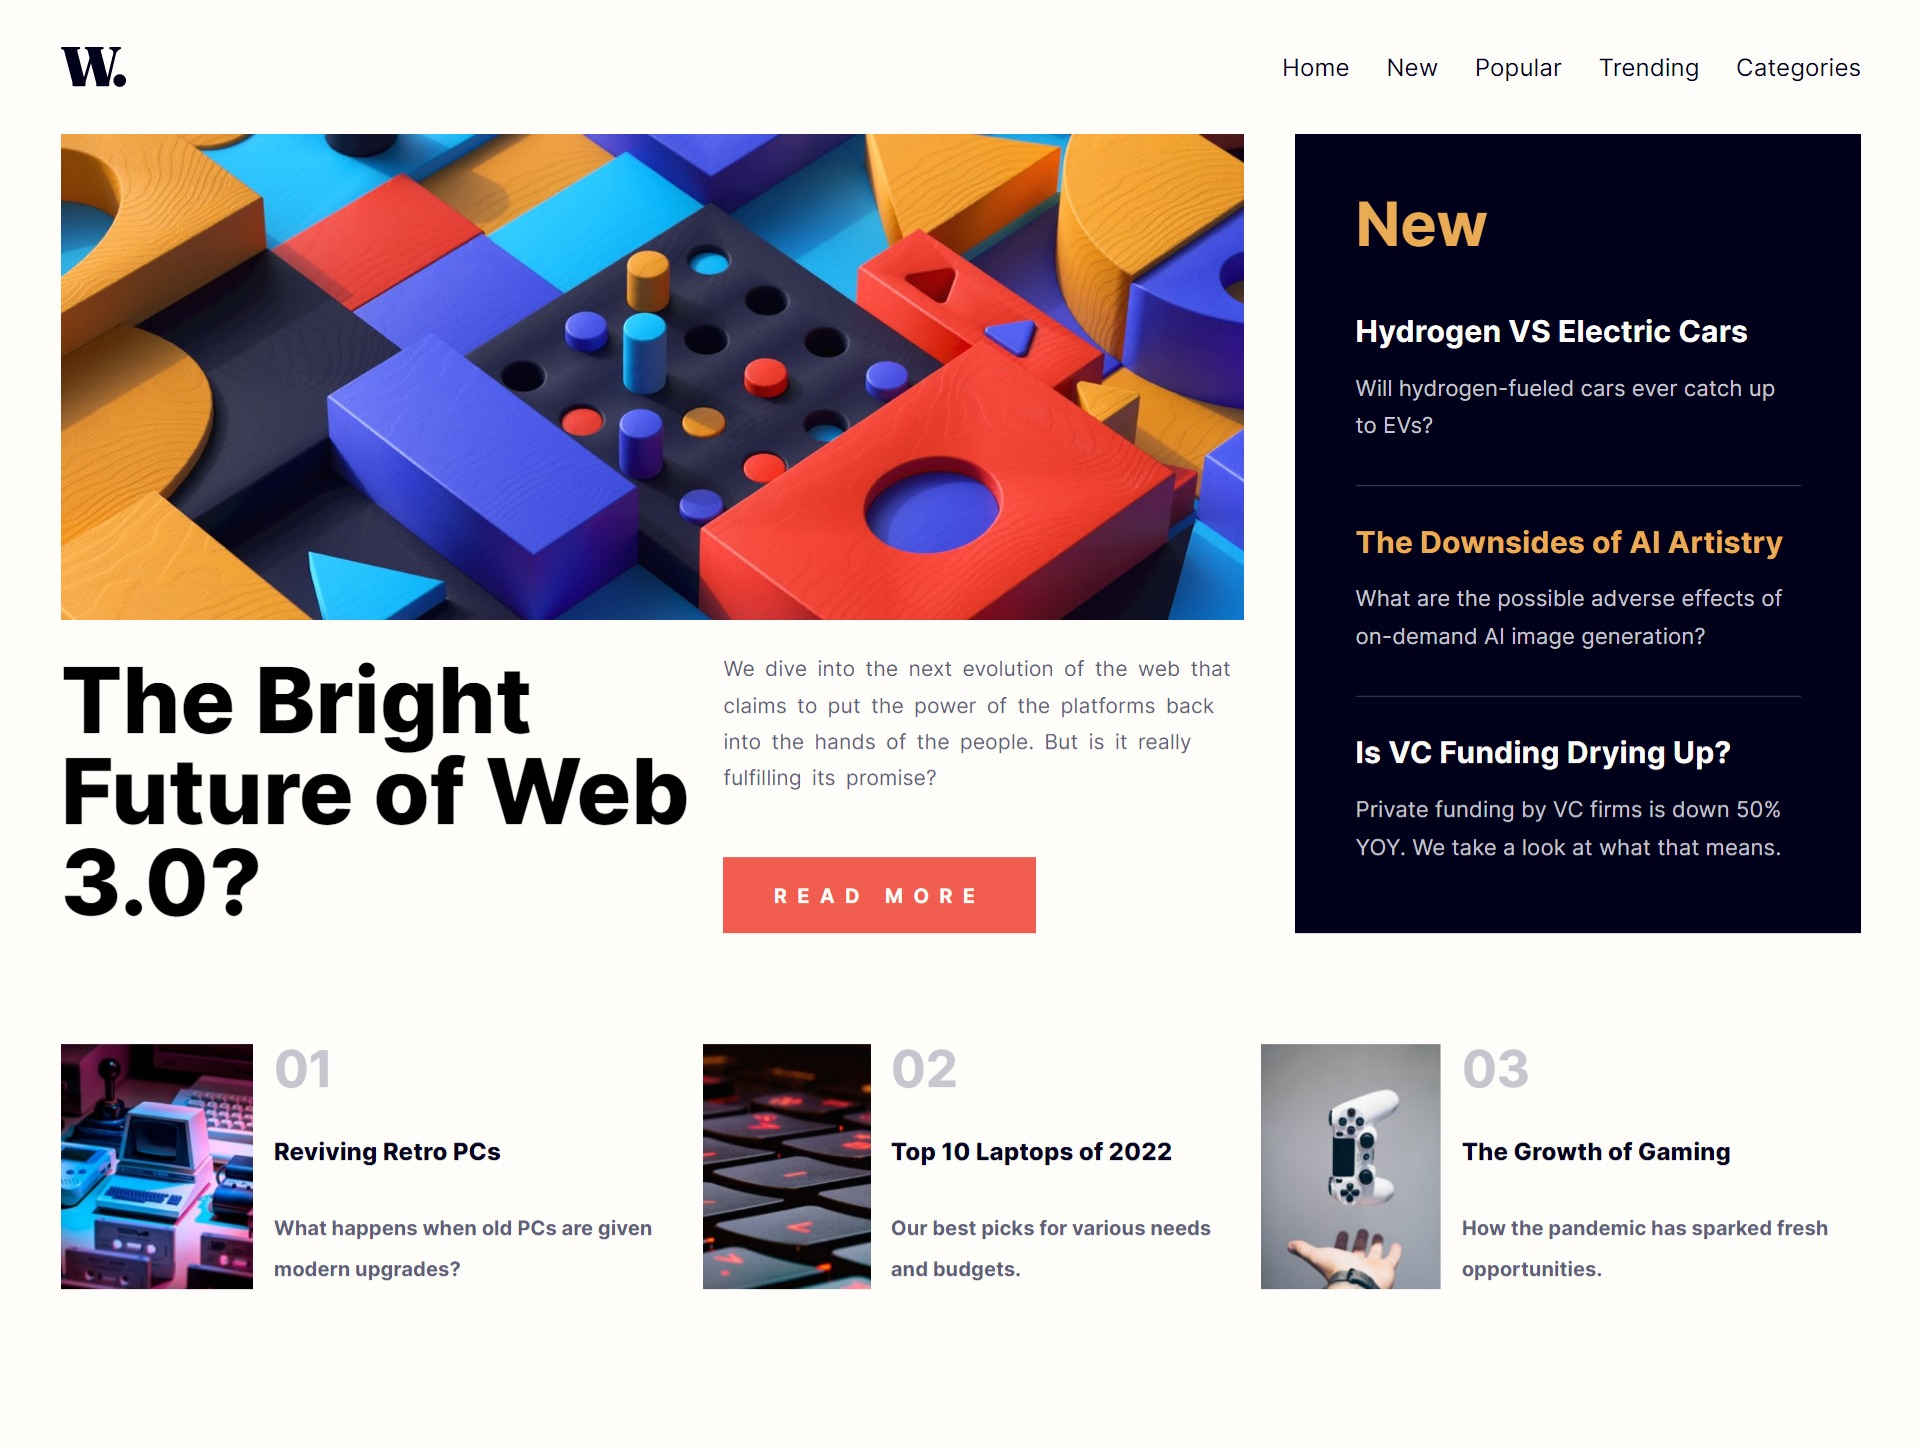 W.
Home New Popular Trending Categories
The Bright
Future of Web
3.0?
We dive into the next evolution of the web that
claims to put the power of the platforms back
into the hands of the people. But is it really
fulfilling its promise?
READ MORE
New
Hydrogen VS Electric Cars
Will hydrogen-fueled cars ever catch up
to EVs?
The Downsides of AI Artistry
What are the possible adverse effects of
on-demand AI image generation?
Is VC Funding Drying Up?
Private funding by VC firms is down 50%
YOY. We take a look at what that means.
01
Reviving Retro PCs
What happens when old PCs are given
modern upgrades?
02
Top 10 Laptops of 2022
Our best picks for various needs
and budgets.
03
The Growth of Gaming
How the pandemic has sparked fresh
opportunities.